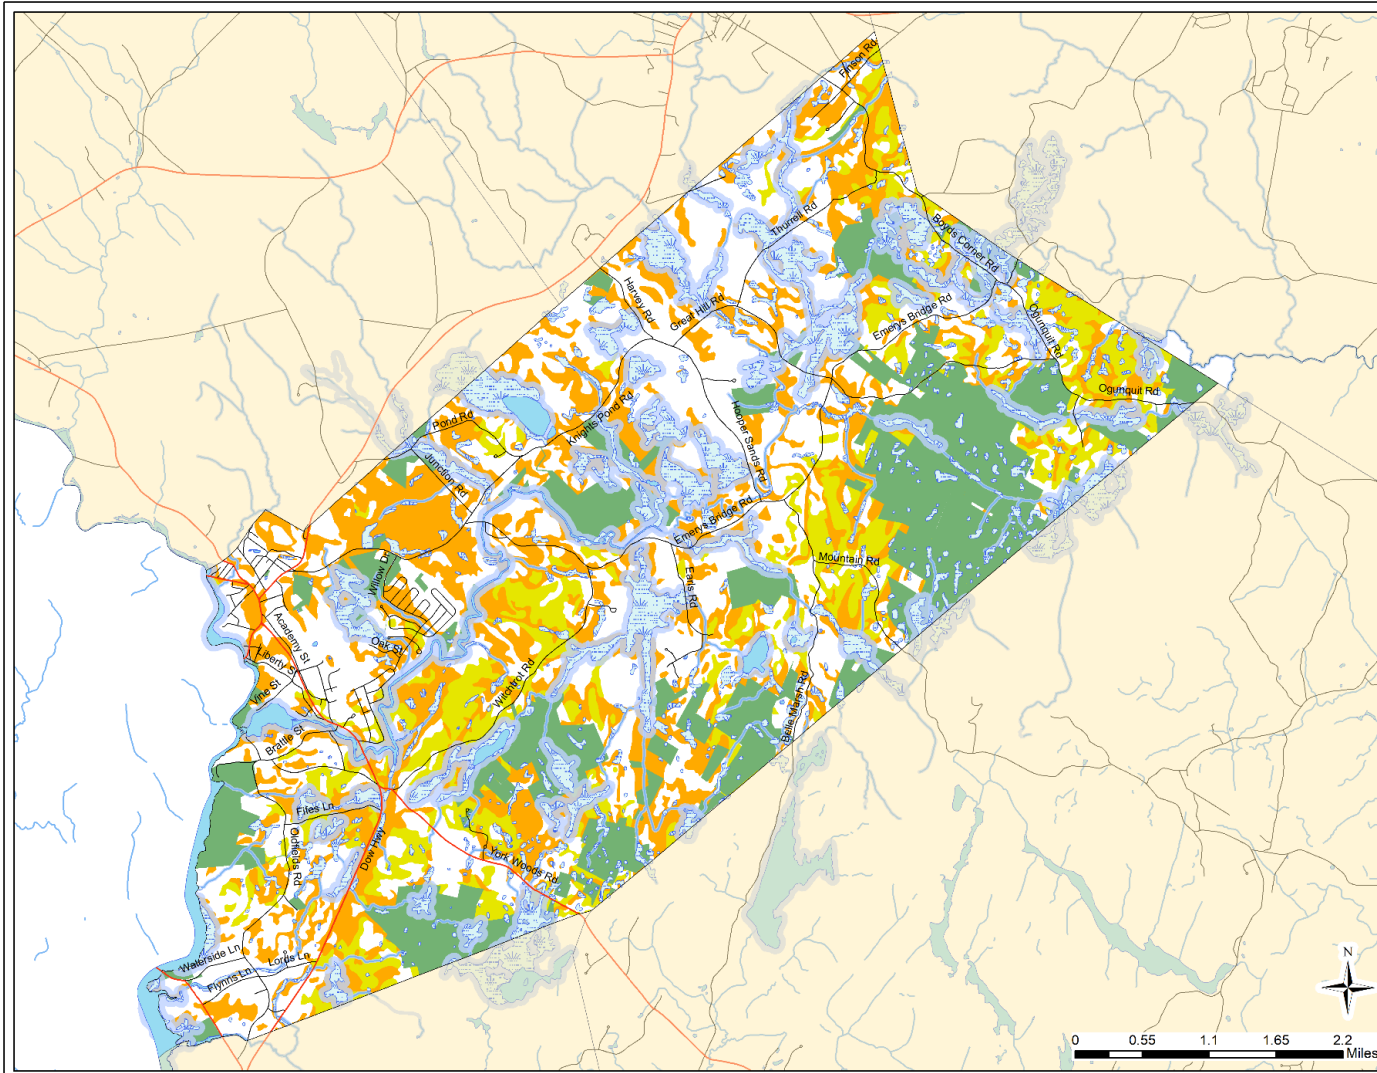 Finson Rd
Thurrell Rd
Boyds Corner Rd
Harvey Rd
Great Hill Rd
Emerys Bridge Rd
Ogunquit Rd
Ogunquit Rd
Pond Rd
Knights Pond Rd
Hooper Sands Rd
Junction Rd
Emerys Bridge Rd
Mountain Rd
Willow Dr
Earls Rd
Academy St
Oak St
Liberty St
Vine St
Witchtrot Rd
Belle Marsh Rd
Brattle St
Files Ln
Oldfields Rd
Dow Hwy
York Woods Rd
Waterside Ln
Lords Ln
Flynns Ln
N
0 0.55 1.1 1.65 2.2
Miles